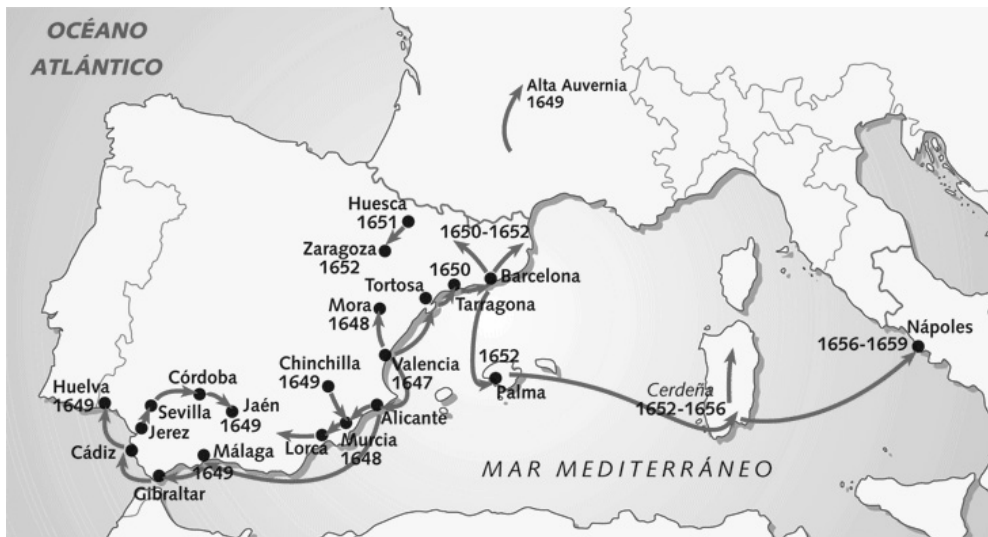 OCÉANO
ATLÁNTICO
Alta Auvernia
1649
Huesca
1651
Zaragoza
1652
1650-1652
1650
Barcelona
Tortosa
Tarragona
Mora
1648
Valencia
1647
Chinchilla
1649
1652
Palma
Nápoles
1656-1659
Cerdeña
1652-1656
Huelva
1649
Córdoba
Sevilla
Jaén
1649
Jerez
Alicante
Murcia
1648
Lorca
Cádiz
Málaga
1649
Gibraltar
MAR MEDITERRÁNEO